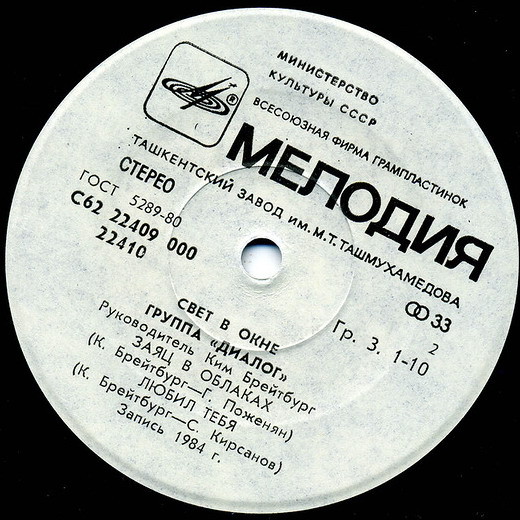 МИНИСТЕРСТВО
КУЛЬТУРЫ СССР
ВСЕСОЮЗНАЯ ФИРМА ГРАМПЛАСТИНОК
®
МЕЛОДИЯ
ТАШКЕНТСКИЙ ЗАВОД ИМ. М.Т. ТАШМУХАМЕДОВА
СТЕРЕО
33
ГОСТ 5289-80
2
С62 22409 000
Гр. 3. 1-10
22410
СВЕТ В ОКНЕ
ГРУППА «ДИАЛОГ»
Руководитель Ким Брейтбург
ЗАЯЦ В ОБЛАКАХ
(К. Брейтбург—Г. Поженян)
ЛЮБИЛ ТЕБЯ
(К. Брейтбург—С. Кирсанов)
Запись 1984 г.